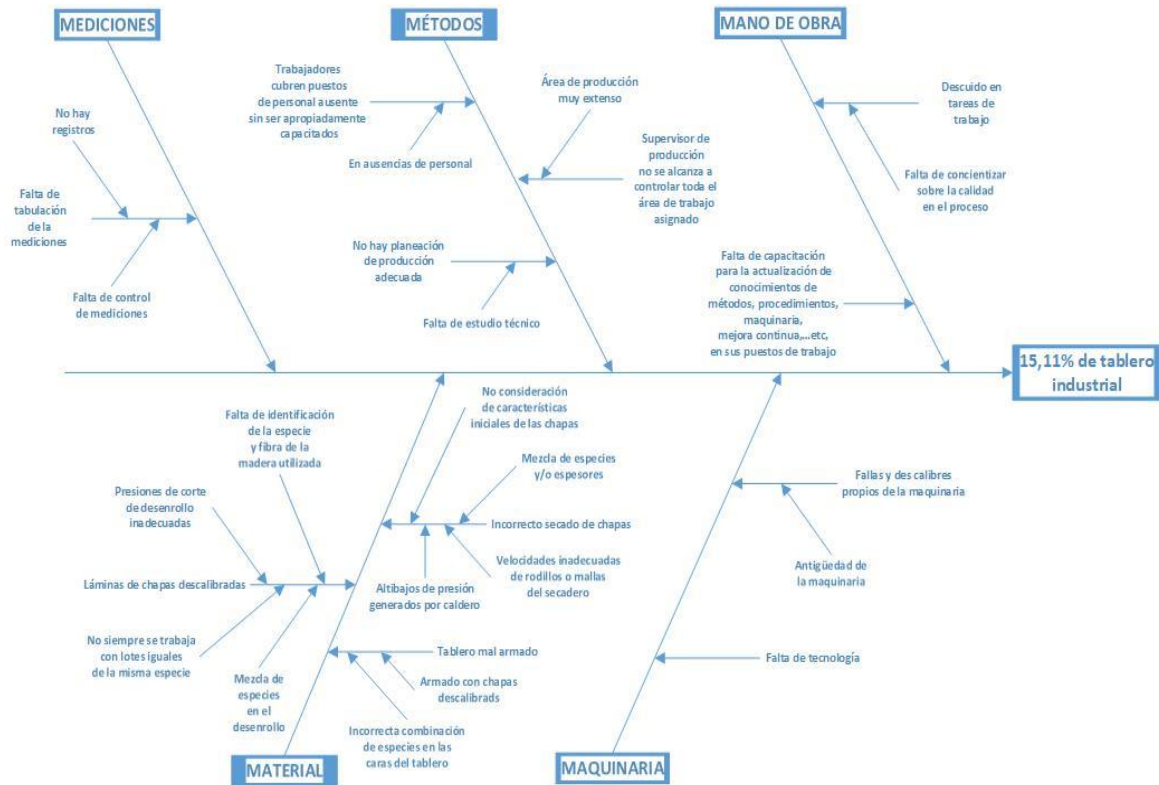 MEDICIONES
MÉTODOS
MANO DE OBRA
Trabajadores
cubren puestos
de personal ausente
sin ser apropiadamente
capacitados
En ausencias de personal
Área de producción
muy extenso
Supervisor de
producción
no se alcanza a
controlar toda el
área de trabajo
asignado
No hay planeación
de producción
adecuada
Falta de estudio técnico
No hay
registros
Falta de
tabulación
de la
mediciones
Falta de control
de mediciones
Descuido en
tareas de
trabajo
Falta de concientizar
sobre la calidad
en el proceso
Falta de capacitación
para la actualización de
conocimientos de
métodos, procedimientos,
maquinaria,
mejora continua,...etc,
en sus puestos de trabajo
15,11% de tablero
industrial
No consideración
de características
iniciales de las chapas
Mezcla de especies
y/o espesores
Incorrecto secado de chapas
Velocidades inadecuadas
de rodillos o mallas
del secadero
Altibajos de presión
generados por caldero
Falta de identificación
de la especie
y fibra de la
madera utilizada
Presiones de corte
de desenrollo
inadecuadas
Láminas de chapas descalibradas
No siempre se trabaja
con lotes iguales
de la misma especie
Mezcla de
especies
en el
desenrollo
Tablero mal armado
Armado con chapas
descalibrads
Incorrecta combinación
de especies en las
caras del tablero
Fallas y des calibres
propios de la maquinaria
Antigüedad de
la maquinaria
Falta de tecnología
MATERIAL
MAQUINARIA